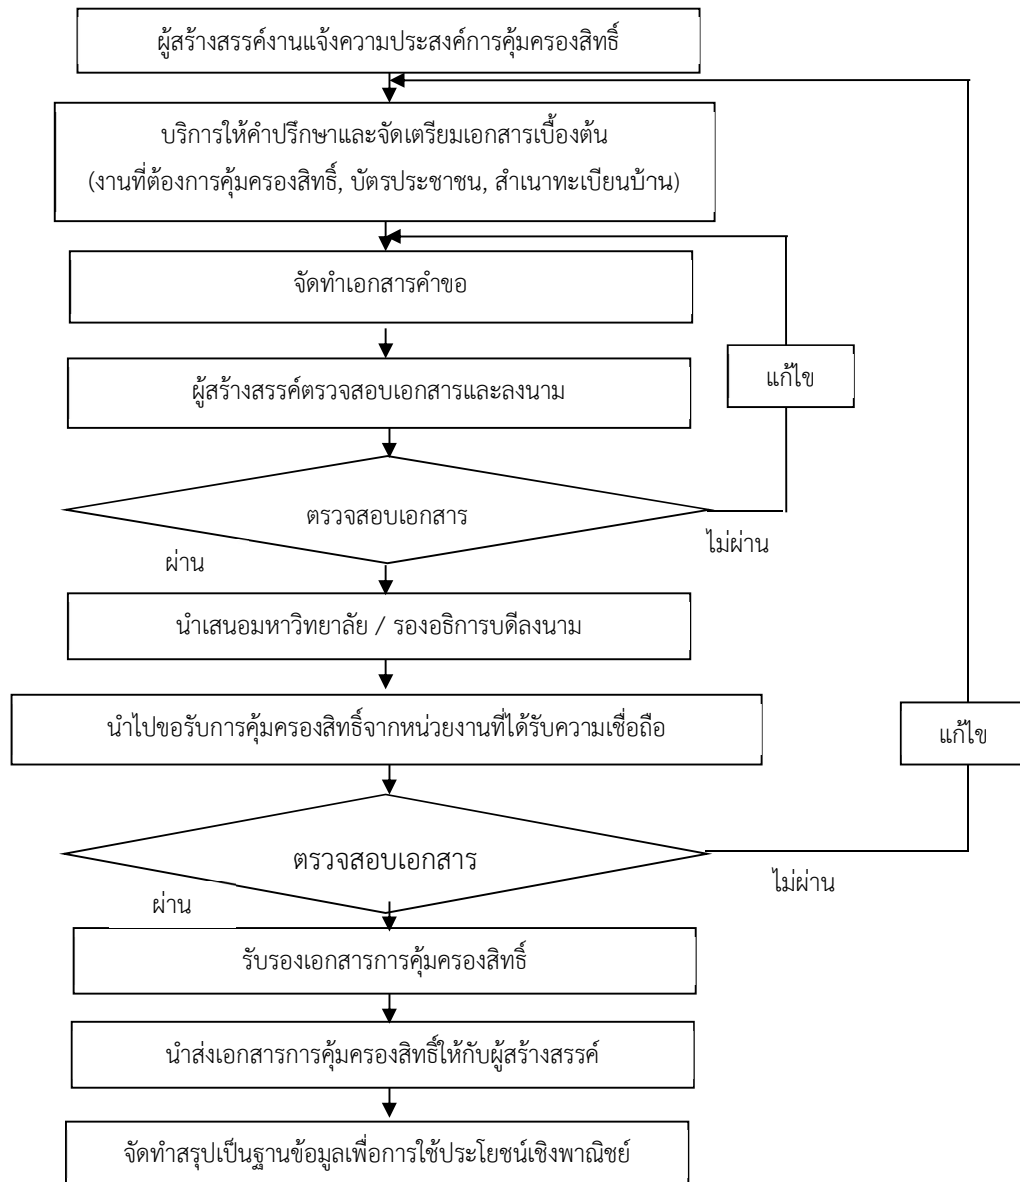 ผู้สร้างสรรค์งานแจ้งความประสงค์การคุ้มครองสิทธิ์
บริการให้คำปรึกษาและจัดเตรียมเอกสารเบื้องต้น
(งานที่ต้องการคุ้มครองสิทธิ์, บัตรประชาชน, สำเนาทะเบียนบ้าน)
จัดทำเอกสารคำขอ
แก้ไข
ผู้สร้างสรรค์ตรวจสอบเอกสารและลงนาม
ตรวจสอบเอกสาร
ไม่ผ่าน
ผ่าน
นำเสนอมหาวิทยาลัย / รองอธิการบดีลงนาม
นำไปขอรับการคุ้มครองสิทธิ์จากหน่วยงานที่ได้รับความเชื่อถือ
แก้ไข
ตรวจสอบเอกสาร
ไม่ผ่าน
ผ่าน
รับรองเอกสารการคุ้มครองสิทธิ์
นำส่งเอกสารการคุ้มครองสิทธิ์ให้กับผู้สร้างสรรค์
จัดทำสรุปเป็นฐานข้อมูลเพื่อการใช้ประโยชน์เชิงพาณิชย์